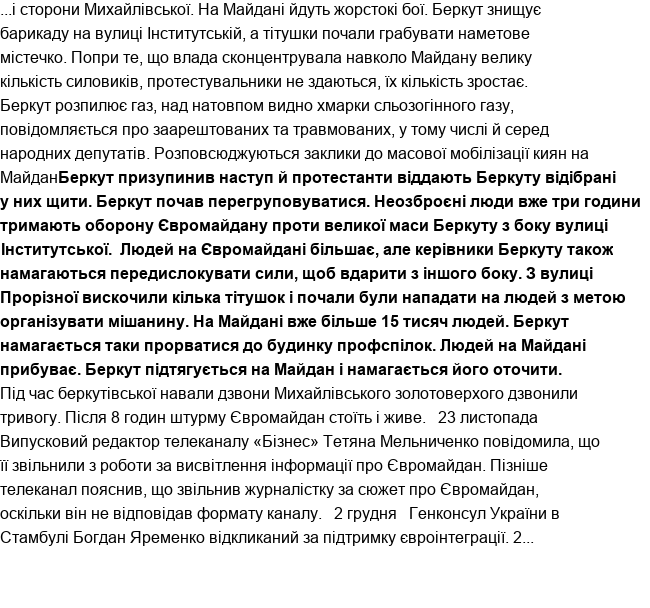 ...і сторони Михайлівської. На Майдані йдуть жорстокі бої. Беркут знищує
барикаду на вулиці Інститутській, а тітушки почали грабувати наметове
містечко. Попри те, що влада сконцентрувала навколо Майдану велику
кількість силовиків, протестувальники не здаються, їх кількість зростає.
Беркут розпилює газ, над натовпом видно хмарки сльозогінного газу,
повідомляється про заарештованих та травмованих, у тому числі й серед
народних депутатів. Розповсюджуються заклики до масової мобілізації киян на
МайданБеркут призупинив наступ й протестанти віддають Беркуту відібрані
у них щити. Беркут почав перегруповуватися. Неозброєні люди вже три години
тримають оборону Євромайдану проти великої маси Беркуту з боку вулиці
Інститутської.  Людей на Євромайдані більшає, але керівники Беркуту також
намагаються передислокувати сили, щоб вдарити з іншого боку. З вулиці
Прорізної вискочили кілька тітушок і почали були нападати на людей з метою
організувати мішанину. На Майдані вже більше 15 тисяч людей. Беркут
намагається таки прорватися до будинку профспілок. Людей на Майдані
прибуває. Беркут підтягується на Майдан і намагається його оточити.
Під час беркутівської навали дзвони Михайлівського золотоверхого дзвонили
тривогу. Після 8 годин штурму Євромайдан стоїть і живе.   23 листопада
Випусковий редактор телеканалу «Бізнес» Тетяна Мельниченко повідомила, що
її звільнили з роботи за висвітлення інформації про Євромайдан. Пізніше
телеканал пояснив, що звільнив журналістку за сюжет про Євромайдан,
оскільки він не відповідав формату каналу.   2 грудня   Генконсул України в
Стамбулі Богдан Яременко відкликаний за підтримку євроінтеграції. 2...